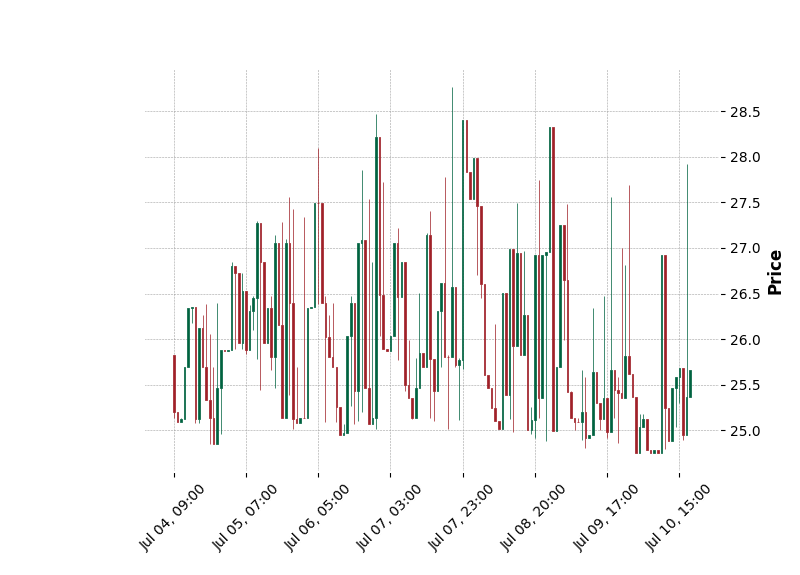 28.5
28.0
27.5
27.0
26.5
26.0
25.5
25.0
Price
Jul 04, 09:00
Jul 05, 07:00
Jul 06, 05:00
Jul 07, 03:00
Jul 07, 23:00
Jul 08, 20:00
Jul 09, 17:00
Jul 10, 15:00